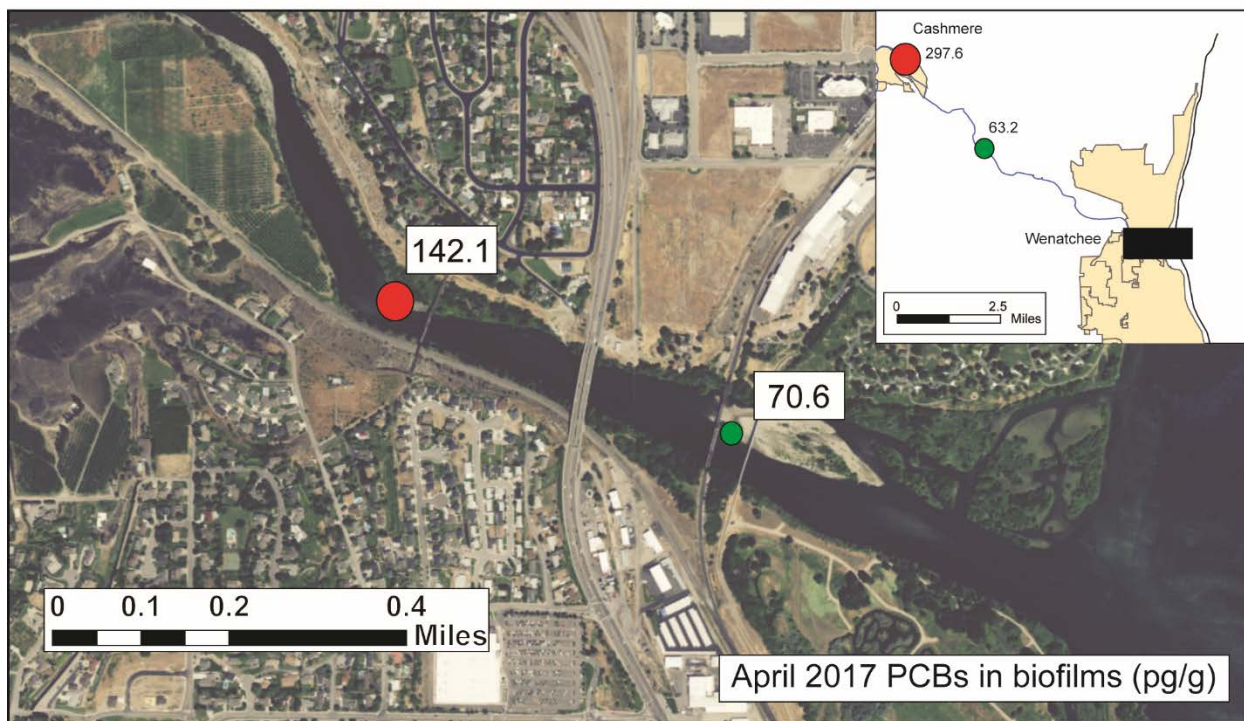 Cashmere
297.6
63.2
Wenatchee
0 2.5
Miles
142.1
70.6
0 0.1 0.2 0.4
Miles
April 2017 PCBs in biofilms (pg/g)